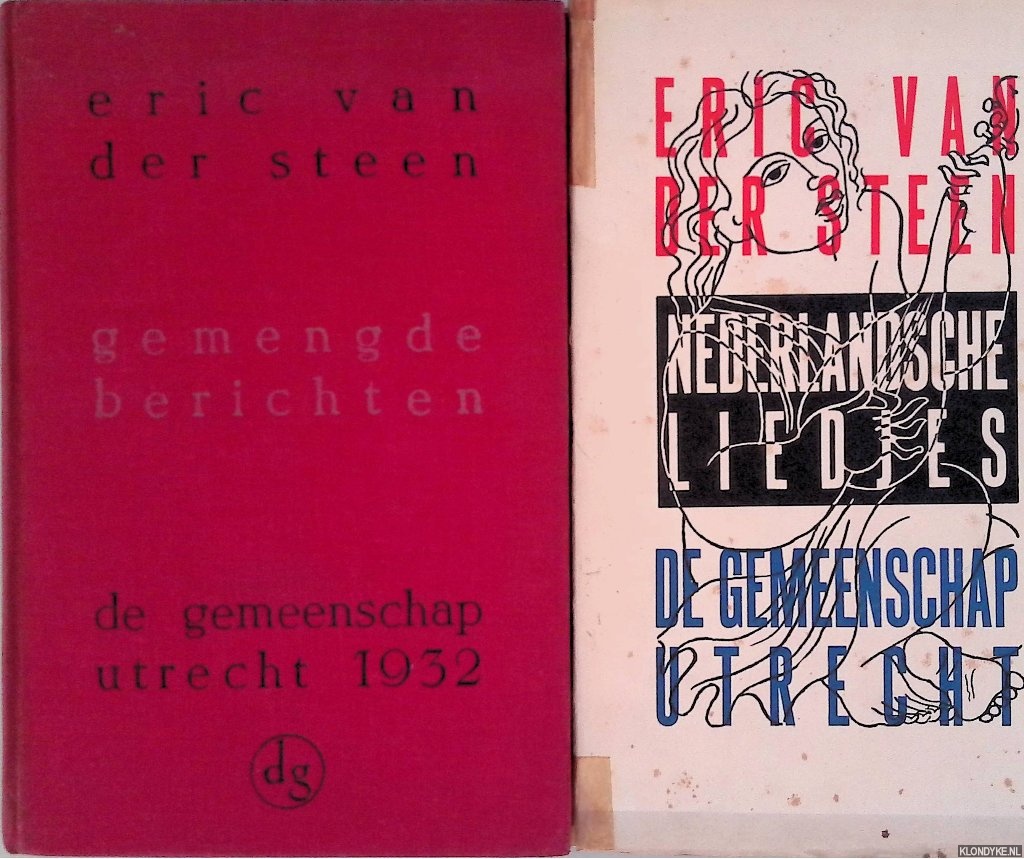 eric van
der steen
gemengde
berichten
de gemeenschap
utrecht 1932
dg
ERIC VAN
DER STEEN
NEDERLANDSCHE
LIEDJES
DE GEMEENSCHAP
UTRECHT
KLONDYKE.NL